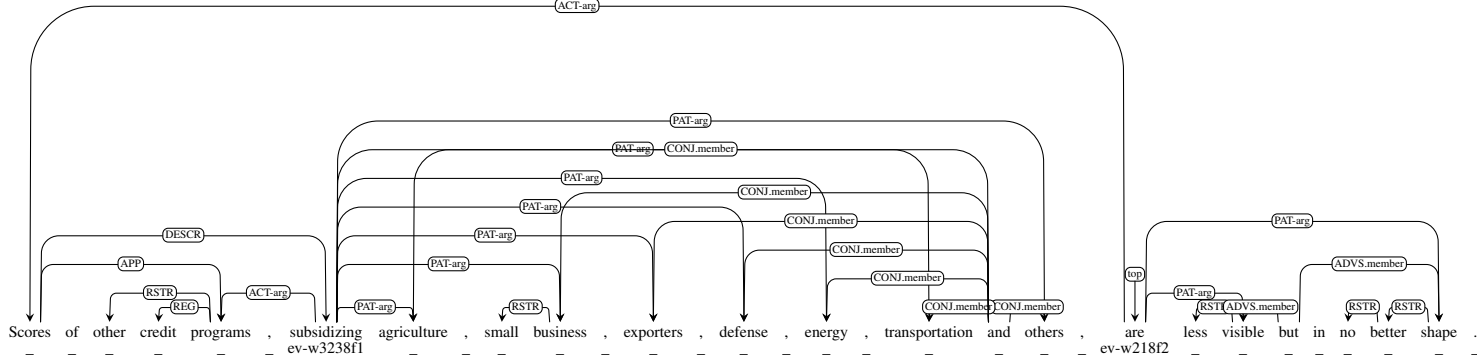 ACT-arg
PAT-arg
PAT-arg CONJ.member
PAT-arg
CONJ.member
PAT-arg
CONJ.member PAT-arg
DESCR PAT-arg
CONJ.member
APP PAT-arg ADVS.member
top
CONJ.member
RSTR ACT-arg PAT-arg
REG PAT-arg RSTR CONJ.member CONJ.member ADVS.member RSTR RSTR
Scores of other credit programs , subsidizing agriculture , small business , exporters , defense , energy , transportation and others , are less visible but in no better shape .
_ _ _ _ _ _ ev-w3238f1 _ _ _ _ _ _ _ _ _ _ _ _ _ _ ev-w218f2 _ _ _ _ _ _ _ _